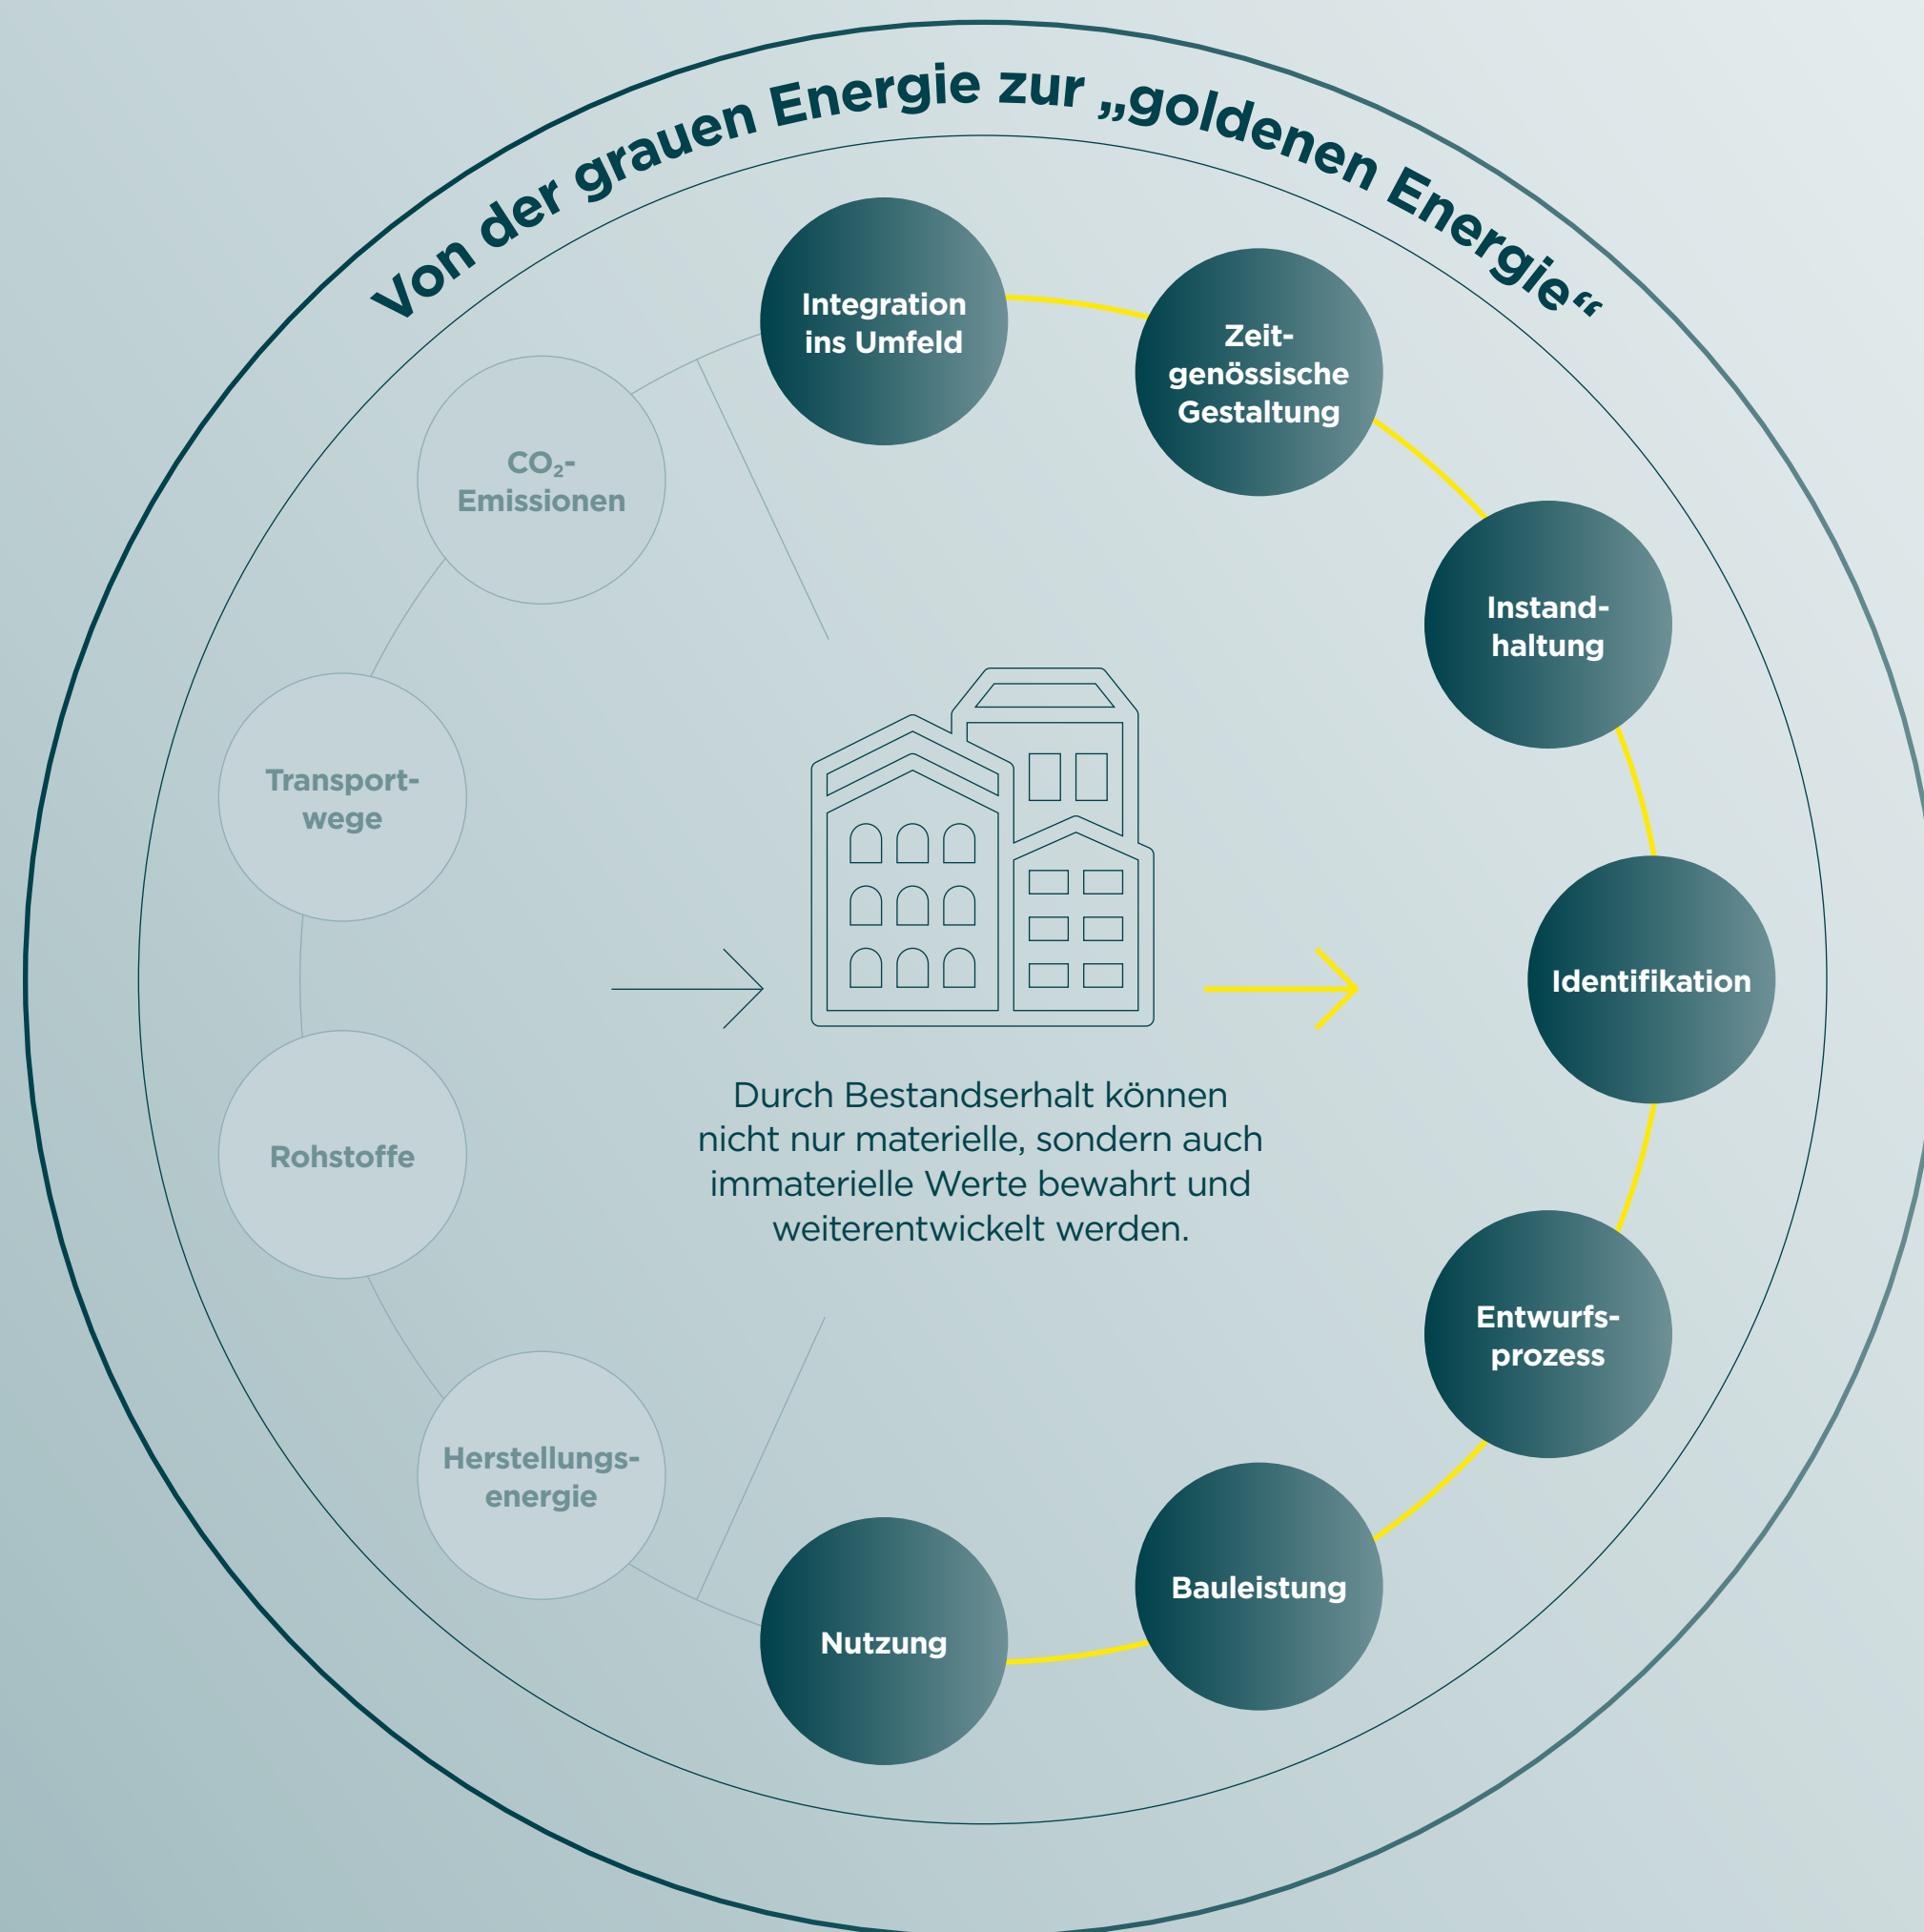 Von der grauen Energie zur „goldenen Energie“
Integration
ins Umfeld
Zeit-
genössische
Gestaltung
Instand-
haltung
Identifikation
Entwurfs-
prozess
Bauleistung
Nutzung
Herstellungs-
energie
Rohstoffe
Transport-
wege
CO₂-
Emissionen
Durch Bestandserhalt können
nicht nur materielle, sondern auch
immaterielle Werte bewahrt und
weiterentwickelt werden.